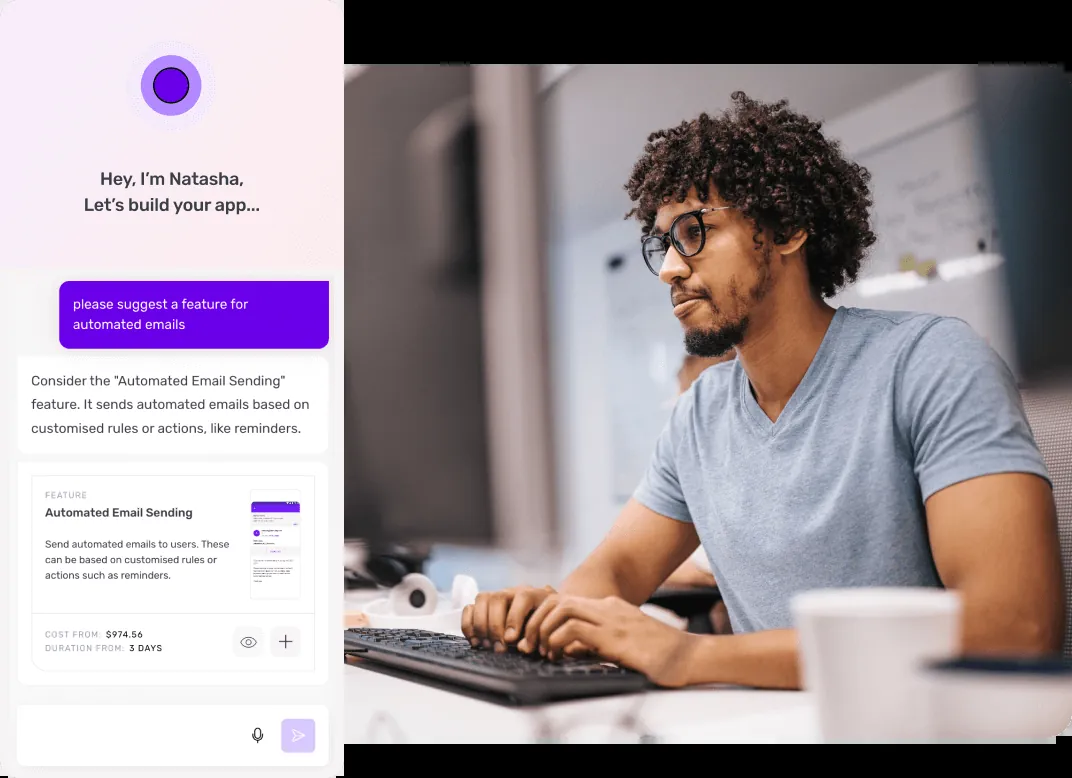 Hey, I’m Natasha,
Let’s build your app...
please suggest a feature for
automated emails
Consider the "Automated Email Sending"
feature. It sends automated emails based on
customised rules or actions, like reminders.
FEATURE
Automated Email Sending
Send automated emails to users. These
can be based on customised rules or
actions such as reminders.
COST FROM: $974.56
DURATION FROM: 3 DAYS